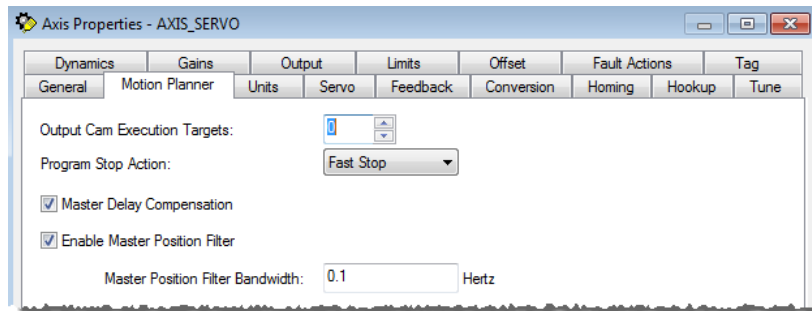 Axis Properties - AXIS_SERVO
Dynamics Gains Output Limits Offset Fault Actions Tag
General Motion Planner Units Servo Feedback Conversion Homing Hookup Tune
Output Cam Execution Targets: 0
Program Stop Action: Fast Stop
Master Delay Compensation
Enable Master Position Filter
Master Position Filter Bandwidth: 0.1 Hertz